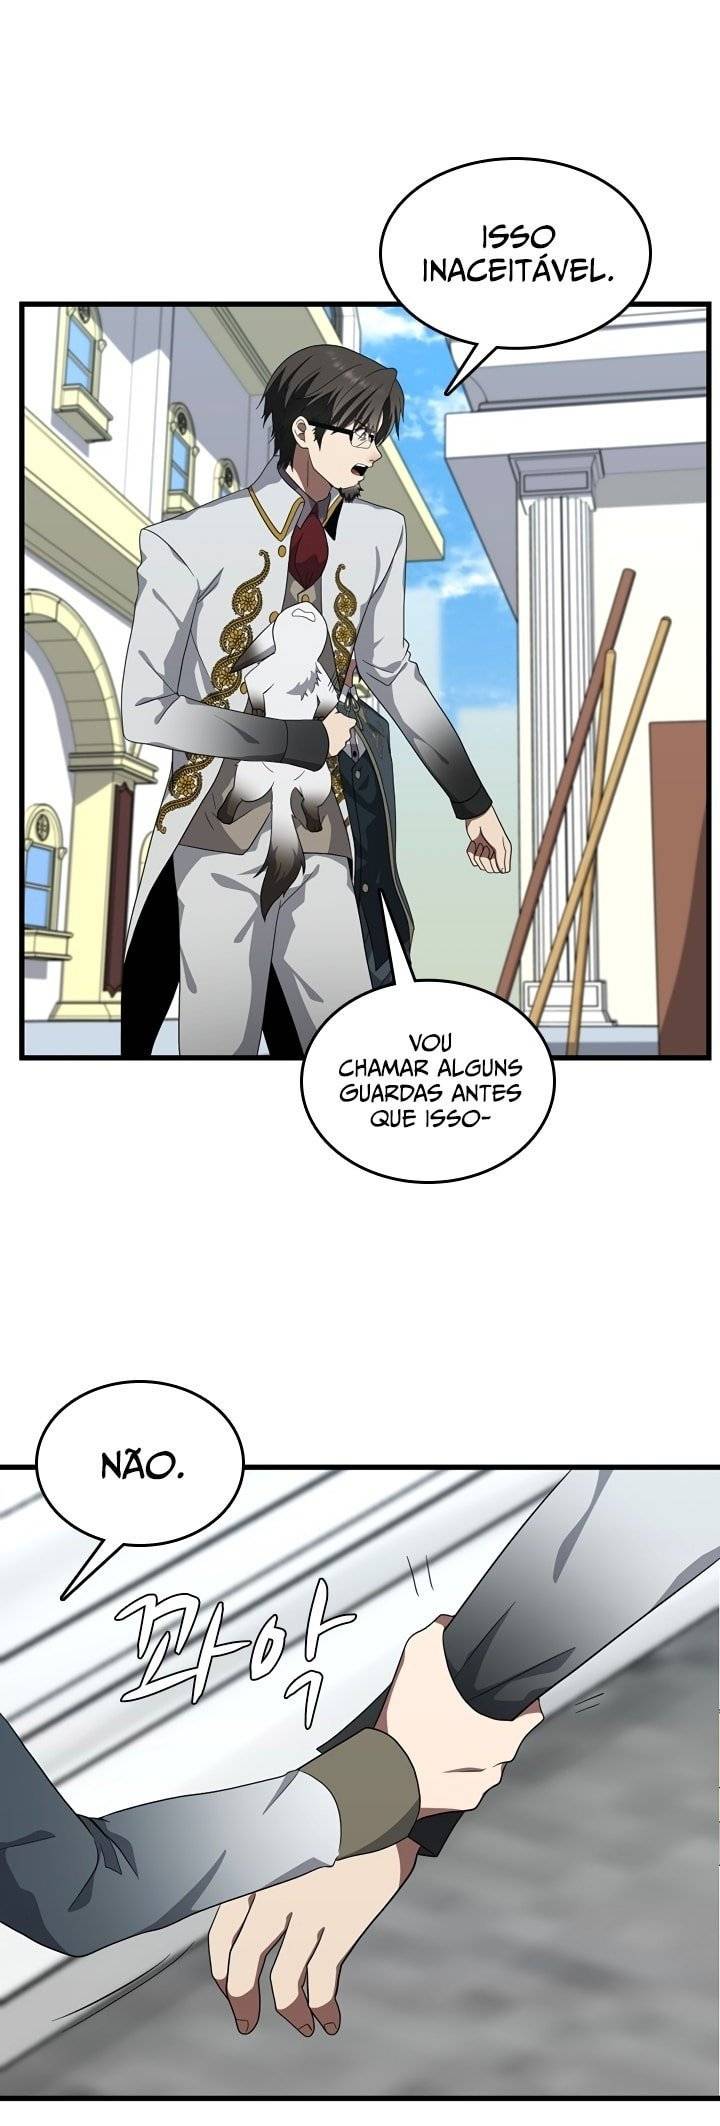 ISSO
INACEITÁVEL.
VOU
CHAMAR ALGUNS
GUARDAS ANTES
QUE ISSO-
NÃO.
꽈악